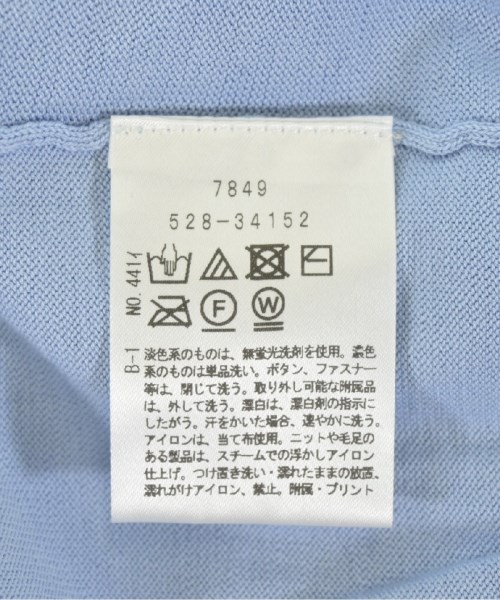 7849
528-34152
NO.441イ
F
W
B-1
淡色系のものは、無蛍光洗剤を使用。濃色
系のものは単品洗い。ボタン、ファスナー
等は、閉じて洗う。取り外し可能な附属品
は、外して洗う。漂白は、漂白剤の指示に
したがう。汗をかいた場合、速やかに洗う。
アイロンは、当て布使用。ニットや毛足の
ある製品は、スチームでの浮かしアイロン
仕上げ。つけ置き洗い・濡れたままの放置、
濡れがけアイロン、禁止。附属・プリント